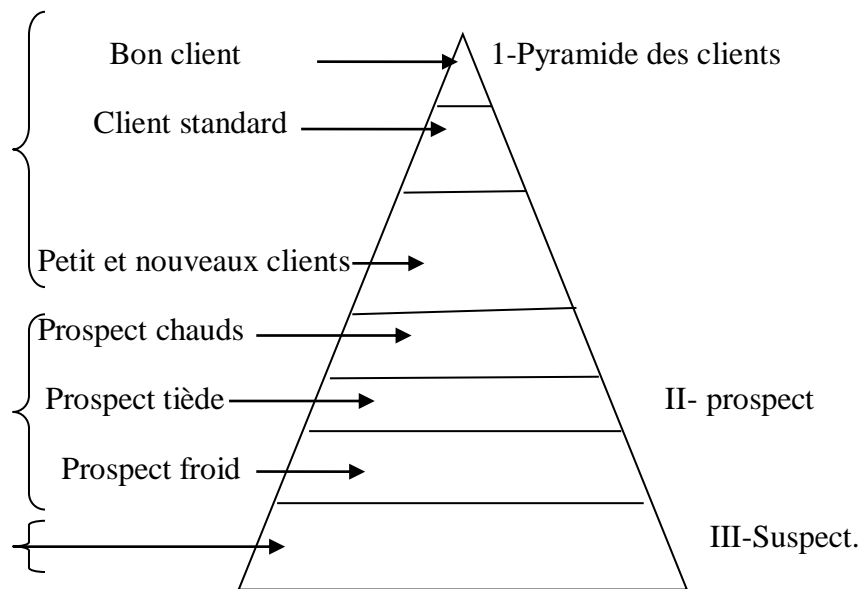 Bon client
1-Pyramide des clients
Client standard
Petit et nouveaux clients
Prospect chauds
Prospect tiède
II- prospect
Prospect froid
III-Suspect.